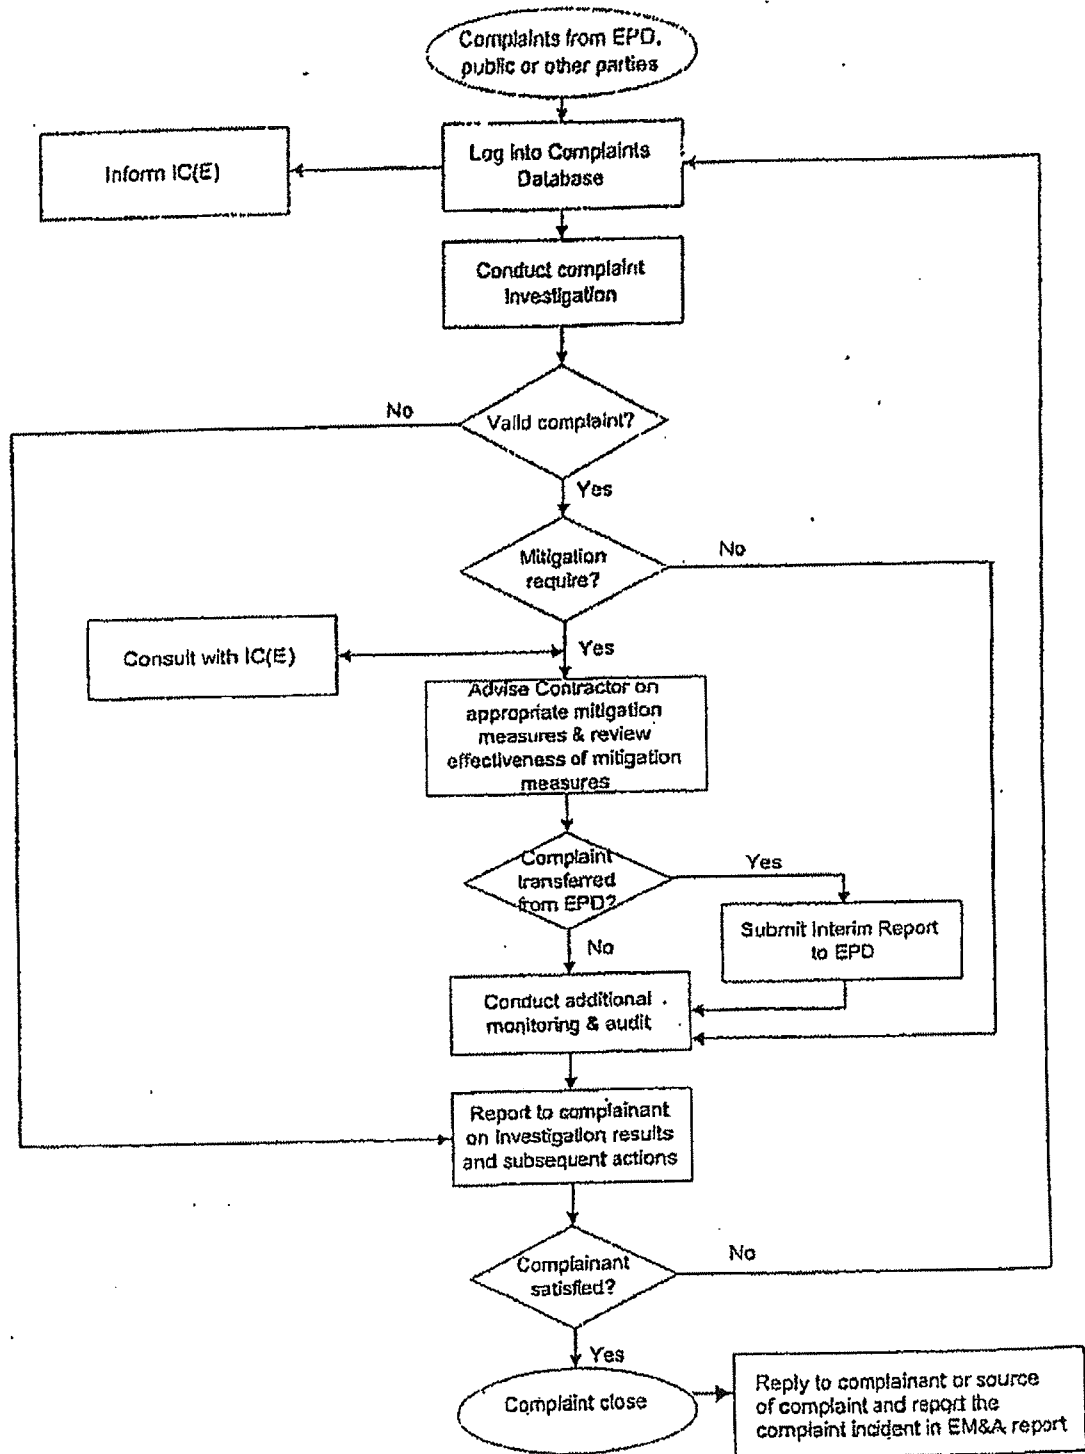 Complaints from EPD,
public or other parties
Inform IC(E)
Log into Complaints
Database
Conduct complaint
Investigation
No
Valid complaint?
Yes
Mitigation
require?
No
Consult with IC(E)
Yes
Advise Contractor on
appropriate mitigation
measures & review
effectiveness of mitigation
measures
Complaint
transferred
from EPD?
Yes
Submit Interim Report
to EPD
No
Conduct additional
monitoring & audit
Report to complainant
on investigation results
and subsequent actions
Complainant
satisfied?
No
Yes
Complaint close
Reply to complainant or source
of complaint and report the
complaint incident in EM&A report